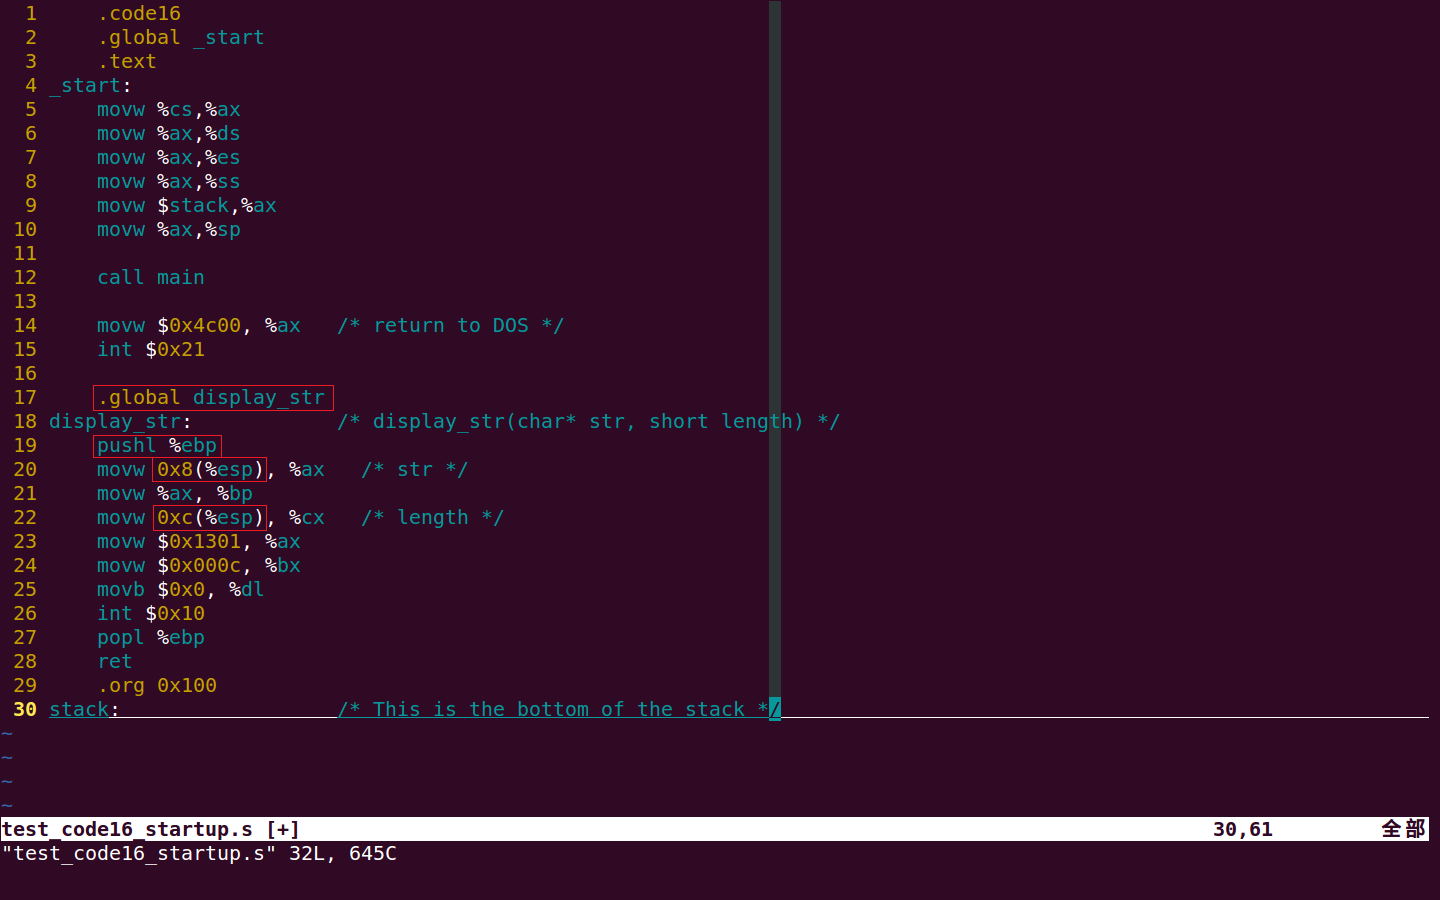 1     .code16
2     .global _start
3     .text
4 _start:
5     movw %cs,%ax
6     movw %ax,%ds
7     movw %ax,%es
8     movw %ax,%ss
9     movw $stack,%ax
10     movw %ax,%sp
11
12     call main
13
14     movw $0x4c00, %ax   /* return to DOS */
15     int $0x21
16
17     .global display_str
18 display_str:            /* display_str(char* str, short length) */
19     pushl %ebp
20     movw 0x8(%esp), %ax   /* str */
21     movw %ax, %bp
22     movw 0xc(%esp), %cx   /* length */
23     movw $0x1301, %ax
24     movw $0x000c, %bx
25     movb $0x0, %dl
26     int $0x10
27     popl %ebp
28     ret
29     .org 0x100
30 stack:                  /* This is the bottom of the stack */
~
~
~
~
test_code16_startup.s [+] 30,61 全部
"test_code16_startup.s" 32L, 645C